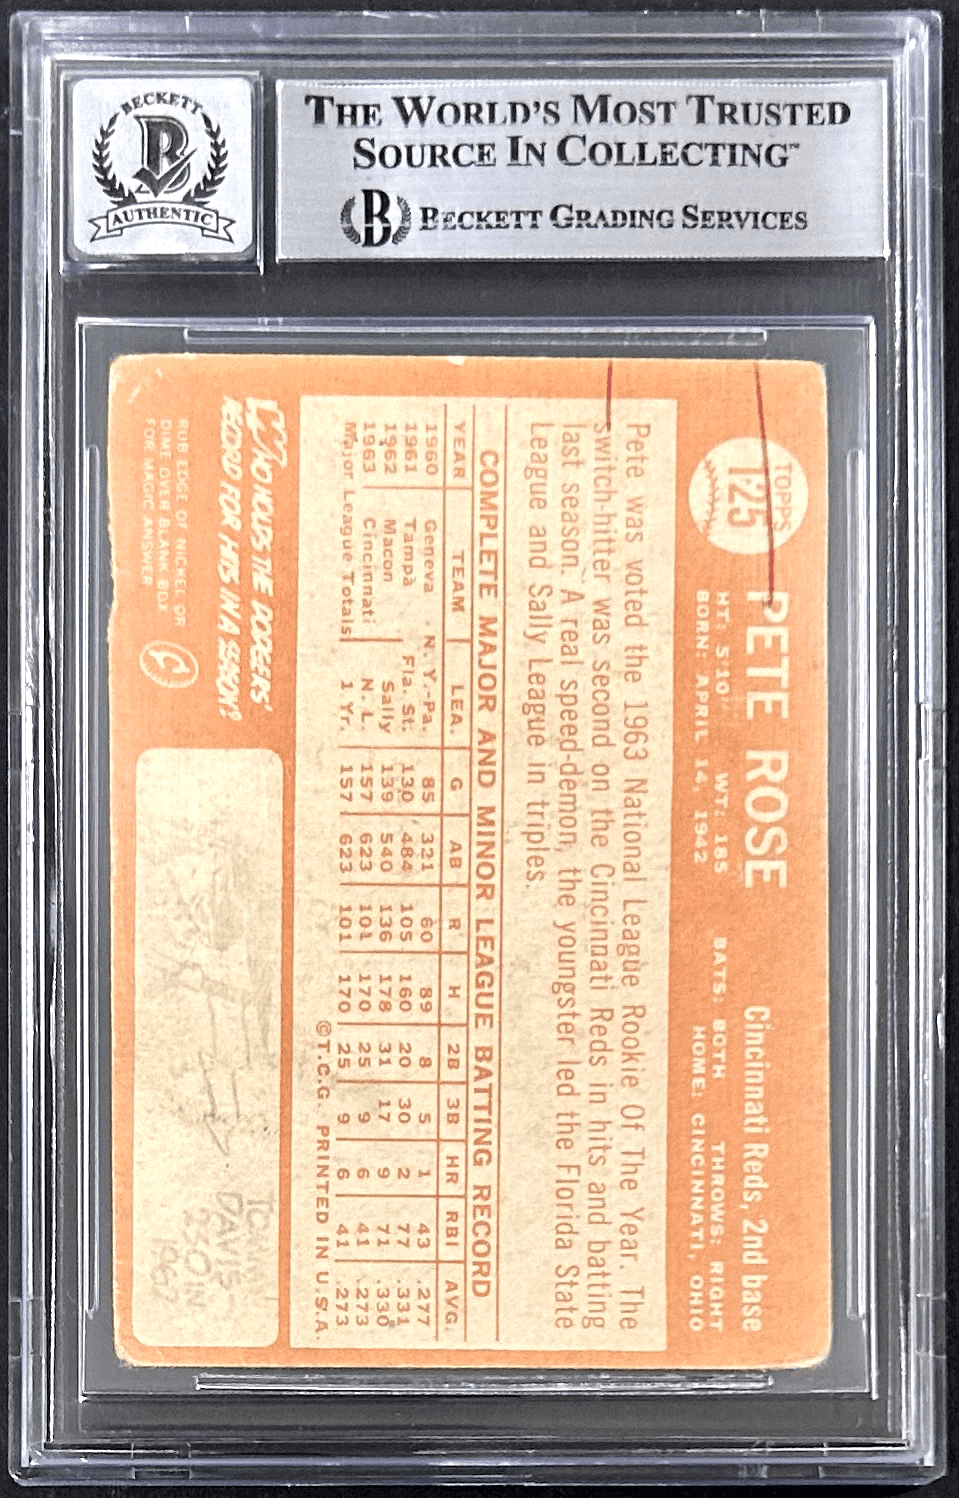 BECKETT
B
AUTHENTIC
THE WORLD'S MOST TRUSTED
SOURCE IN COLLECTING™
B BECKETT GRADING SERVICES
TOPPS
125
PETE ROSE Cincinnati Reds, 2nd base
HT: 5'10" WT: 185 BATS: BOTH THROWS: RIGHT
BORN: APRIL 14, 1942 HOME: CINCINNATI, OHIO
Pete was voted the 1963 National League Rookie Of The Year. The
switch-hitter was second on the Cincinnati Reds in hits and batting
last season. A real speed-demon, the youngster led the Florida State
League and Sally League in triples.
COMPLETE MAJOR AND MINOR LEAGUE BATTING RECORD
YEAR TEAM LEA. G AB R H 2B 3B HR RBI AVG.
1960 Geneva N.Y.-Pa. 85 321 60 89 8 5 1 43 .277
1961 Tampa Fla. St. 130 484 105 160 20 30 2 77 .331
1962 Macon Sally 139 540 136 178 31 17 9 71 .330
1963 Cincinnati N.L. 157 623 101 170 25 9 6 41 .273
Major League Totals 1 Yr. 157 623 101 170 25 9 6 41 .273
©T.C.G. PRINTED IN U.S.A.
WHO HOLDS THE DODGERS'
RECORD FOR HITS IN A SEASON?
RUB EDGE OF NICKEL OR
DIME OVER BLANK BOX
FOR MAGIC ANSWER
TOMMY
DAVIS
230 IN
1962